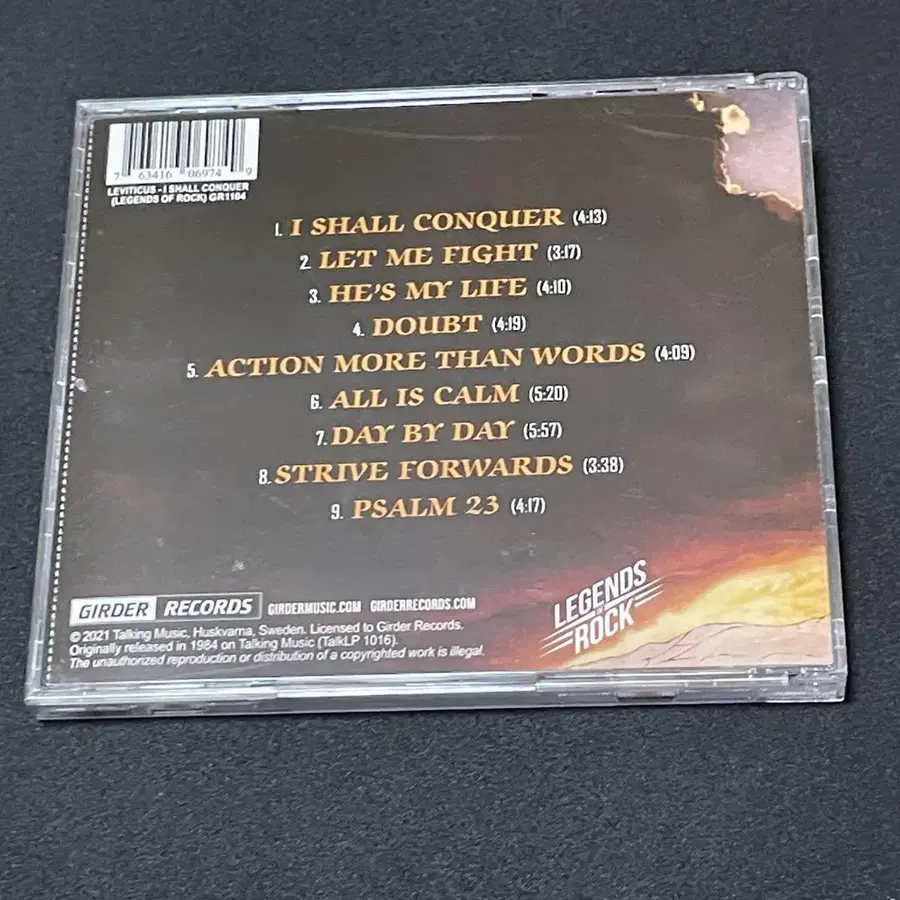 7 63416 06974 9
LEVITICUS - I SHALL CONQUER
(LEGENDS OF ROCK) GR1104
1. I SHALL CONQUER (4:13)
2. LET ME FIGHT (3:17)
3. HE'S MY LIFE (4:10)
4. DOUBT (4:19)
5. ACTION MORE THAN WORDS (4:09)
6. ALL IS CALM (5:20)
7. DAY BY DAY (5:57)
8. STRIVE FORWARDS (3:38)
9. PSALM 23 (4:17)
GIRDER RECORDS GIRDERMUSIC.COM GIRDERRECORDS.COM
© 2021 Talking Music, Huskvarna, Sweden. Licensed to Girder Records.
Originally released in 1984 on Talking Music (TalkLP 1016).
The unauthorized reproduction or distribution of a copyrighted work is illegal.
LEGENDS
OF
ROCK